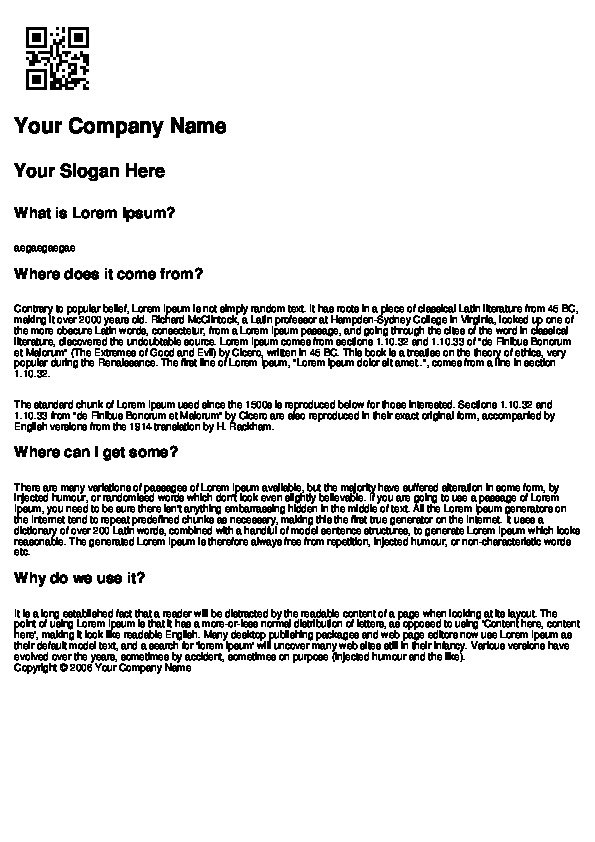 Your Company Name
Your Slogan Here
What is Lorem Ipsum?
aegaegaegae
Where does it come from?
Contrary to popular belief, Lorem Ipsum is not simply random text. It has roots in a piece of classical Latin literature from 45 BC,
making it over 2000 years old. Richard McClintock, a Latin professor at Hampden-Sydney College in Virginia, looked up one of
the more obscure Latin words, consectetur, from a Lorem Ipsum passage, and going through the cites of the word in classical
literature, discovered the undoubtable source. Lorem Ipsum comes from sections 1.10.32 and 1.10.33 of "de Finibus Bonorum
et Malorum" (The Extremes of Good and Evil) by Cicero, written in 45 BC. This book is a treatise on the theory of ethics, very
popular during the Renaissance. The first line of Lorem Ipsum, "Lorem ipsum dolor sit amet..", comes from a line in section
1.10.32.
The standard chunk of Lorem Ipsum used since the 1500s is reproduced below for those interested. Sections 1.10.32 and
1.10.33 from "de Finibus Bonorum et Malorum" by Cicero are also reproduced in their exact original form, accompanied by
English versions from the 1914 translation by H. Rackham.
Where can I get some?
There are many variations of passages of Lorem Ipsum available, but the majority have suffered alteration in some form, by
injected humour, or randomised words which don't look even slightly believable. If you are going to use a passage of Lorem
Ipsum, you need to be sure there isn't anything embarrassing hidden in the middle of text. All the Lorem Ipsum generators on
the Internet tend to repeat predefined chunks as necessary, making this the first true generator on the Internet. It uses a
dictionary of over 200 Latin words, combined with a handful of model sentence structures, to generate Lorem Ipsum which looks
reasonable. The generated Lorem Ipsum is therefore always free from repetition, injected humour, or non-characteristic words
etc.
Why do we use it?
It is a long established fact that a reader will be distracted by the readable content of a page when looking at its layout. The
point of using Lorem Ipsum is that it has a more-or-less normal distribution of letters, as opposed to using 'Content here, content
here', making it look like readable English. Many desktop publishing packages and web page editors now use Lorem Ipsum as
their default model text, and a search for 'lorem ipsum' will uncover many web sites still in their infancy. Various versions have
evolved over the years, sometimes by accident, sometimes on purpose (injected humour and the like).
Copyright © 2006 Your Company Name